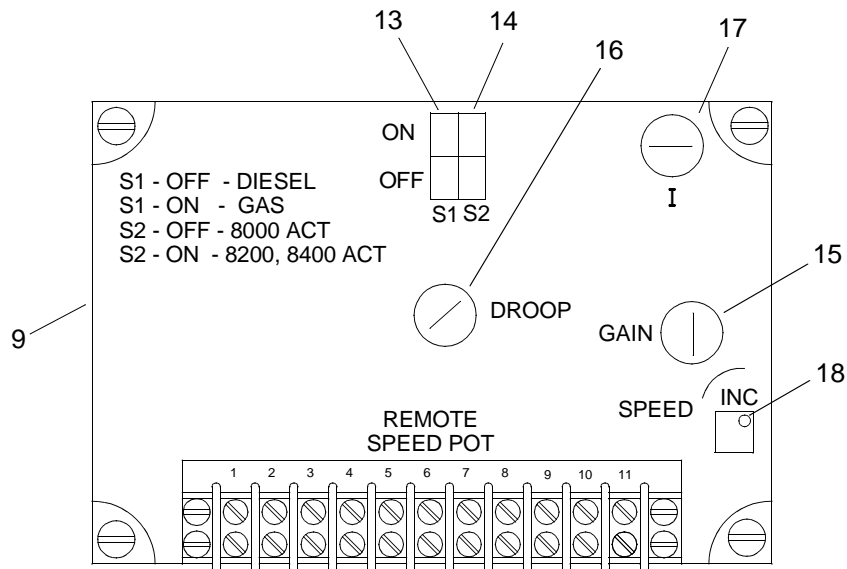 13
14
16
17
ON
OFF
S1 S2
I
S1 - OFF - DIESEL
S1 - ON - GAS
S2 - OFF - 8000 ACT
S2 - ON - 8200, 8400 ACT
15
DROOP
GAIN
9
18
SPEED
INC
REMOTE
SPEED POT
1 2 3 4 5 6 7 8 9 10 11